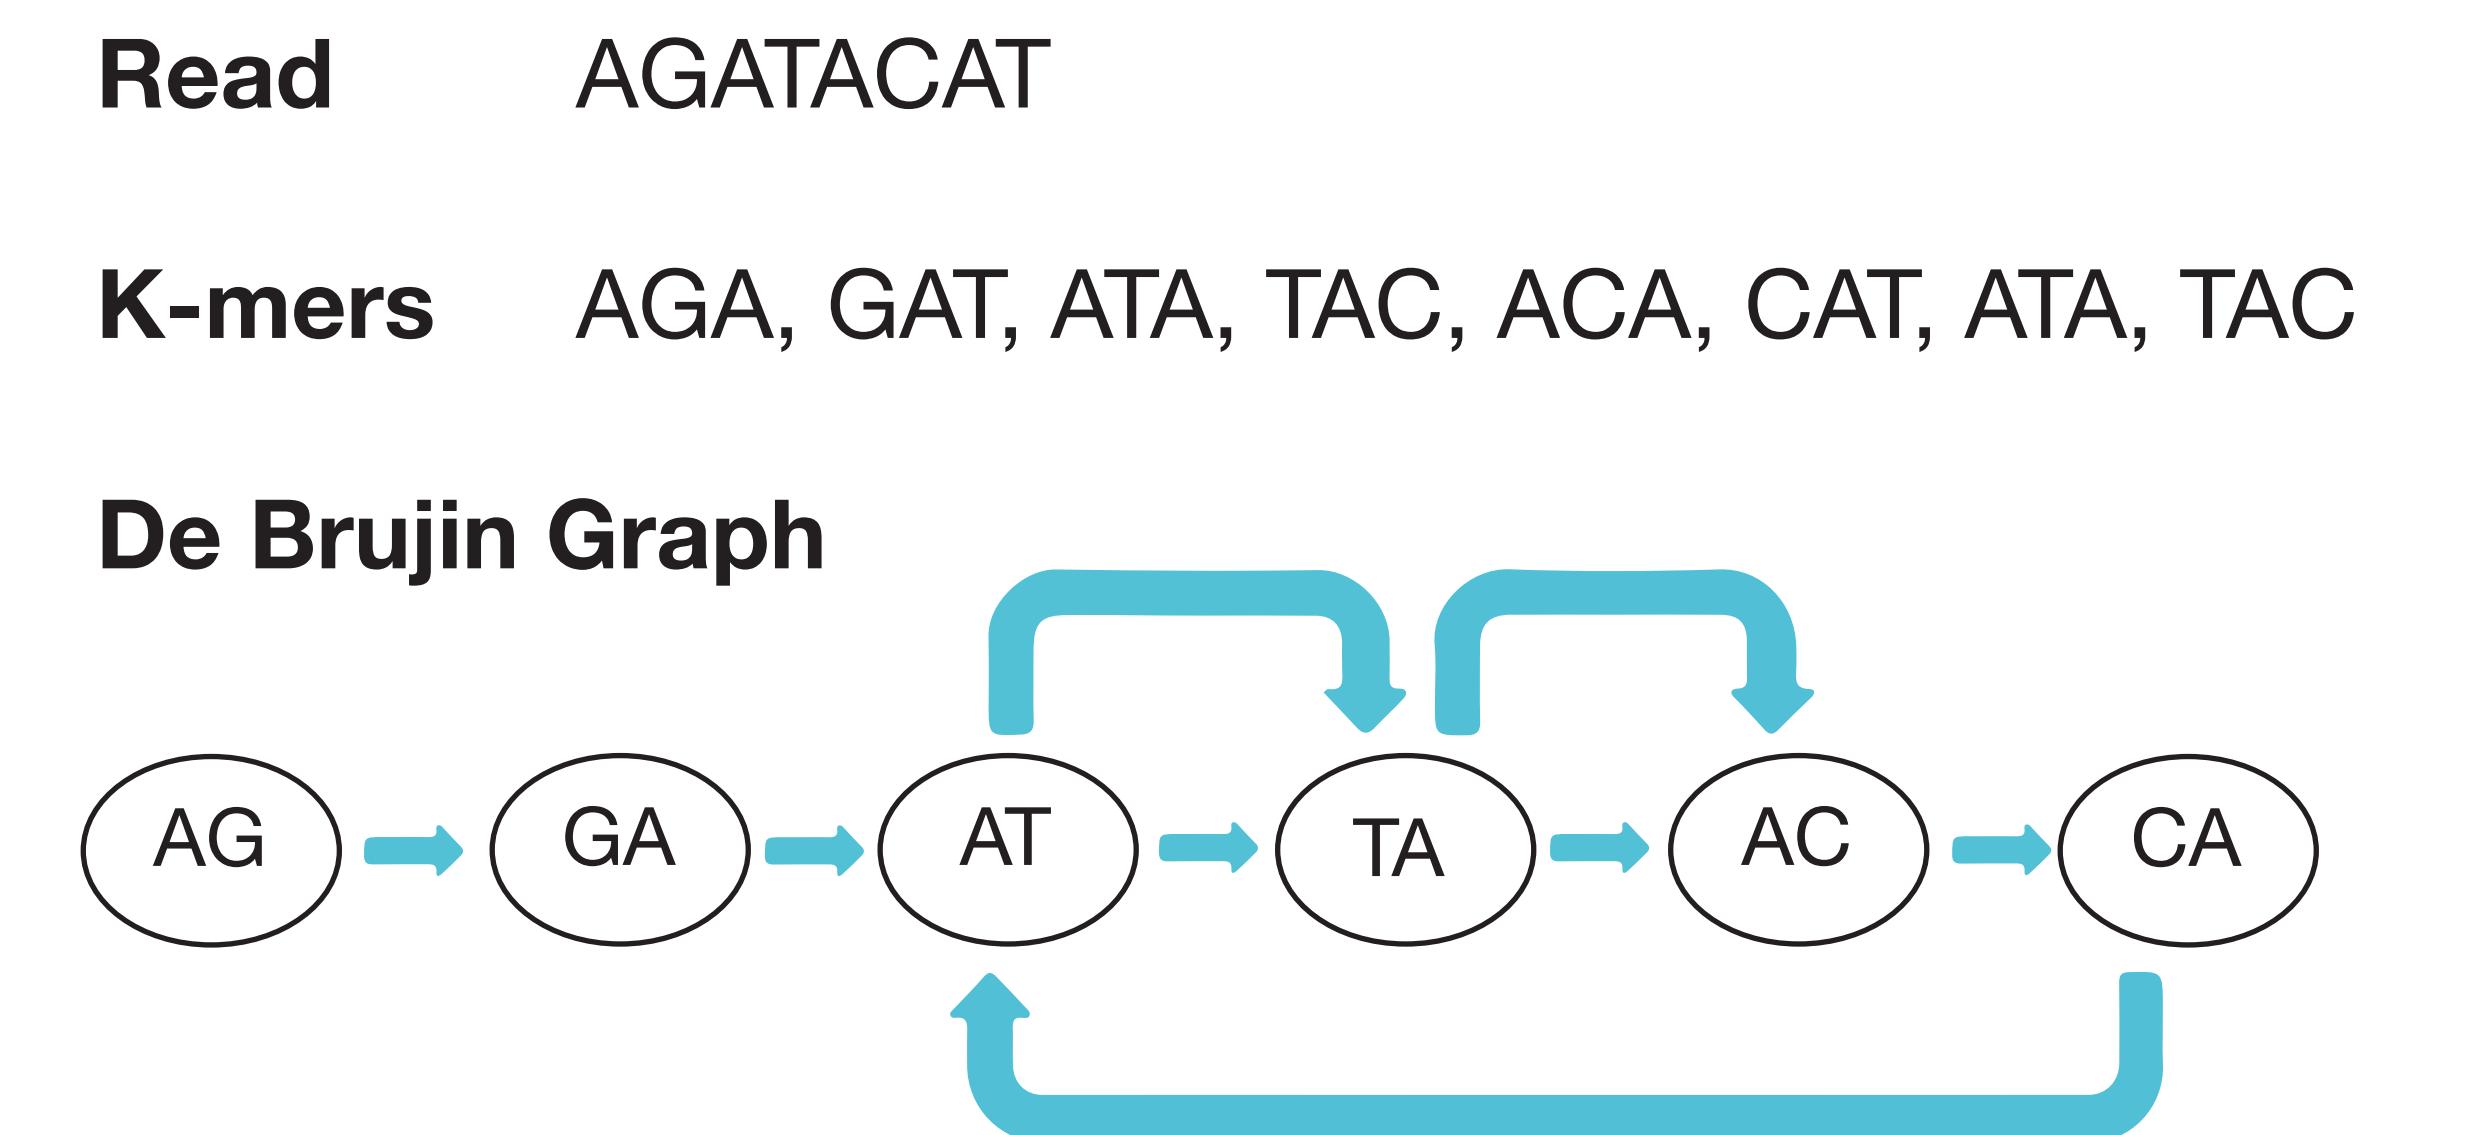 Read AGATACAT
K-mers AGA, GAT, ATA, TAC, ACA, CAT, ATA, TAC
De Brujin Graph
AG GA AT TA AC CA